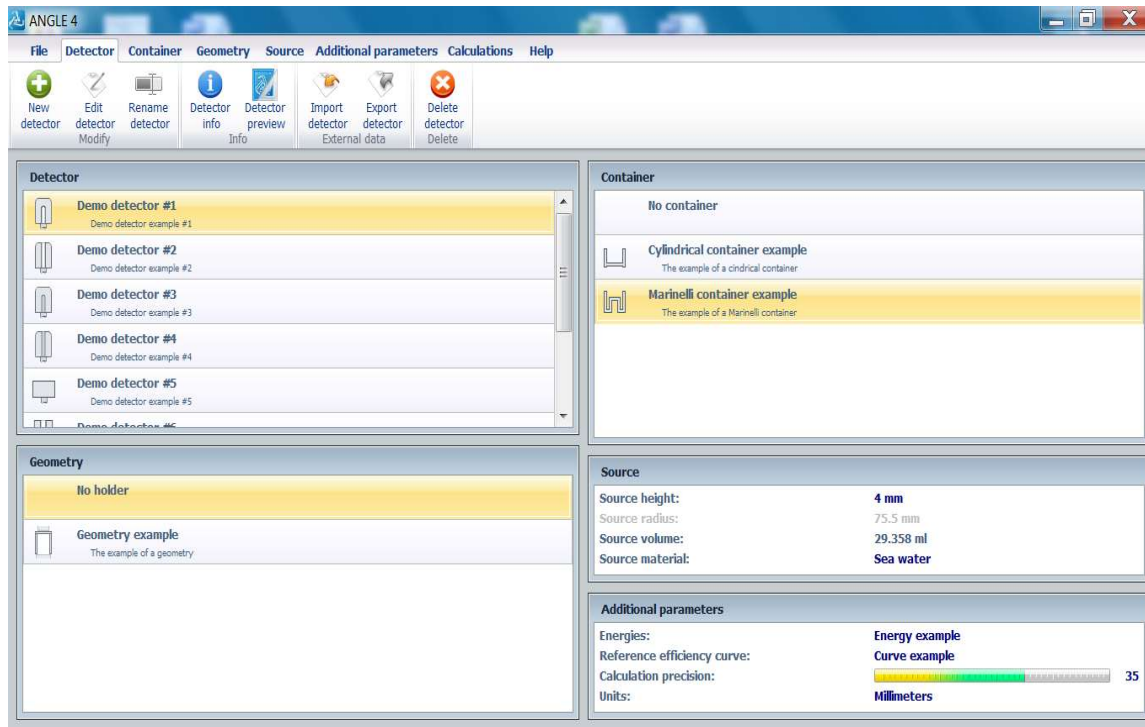 ANGLE 4
File Detector Container Geometry Source Additional parameters Calculations Help
New detector
Edit detector
Rename detector
Modify
Detector info
Detector preview
Info
Import detector
Export detector
External data
Delete detector
Delete
Detector
Demo detector #1
Demo detector example #1
Demo detector #2
Demo detector example #2
Demo detector #3
Demo detector example #3
Demo detector #4
Demo detector example #4
Demo detector #5
Demo detector example #5
Demo detector #6
Container
No container
Cylindrical container example
The example of a cindrical container
Marinelli container example
The example of a Marinelli container
Geometry
No holder
Geometry example
The example of a geometry
Source
Source height: 4 mm
Source radius: 75.5 mm
Source volume: 29.358 ml
Source material: Sea water
Additional parameters
Energies: Energy example
Reference efficiency curve: Curve example
Calculation precision: 35
Units: Millimeters